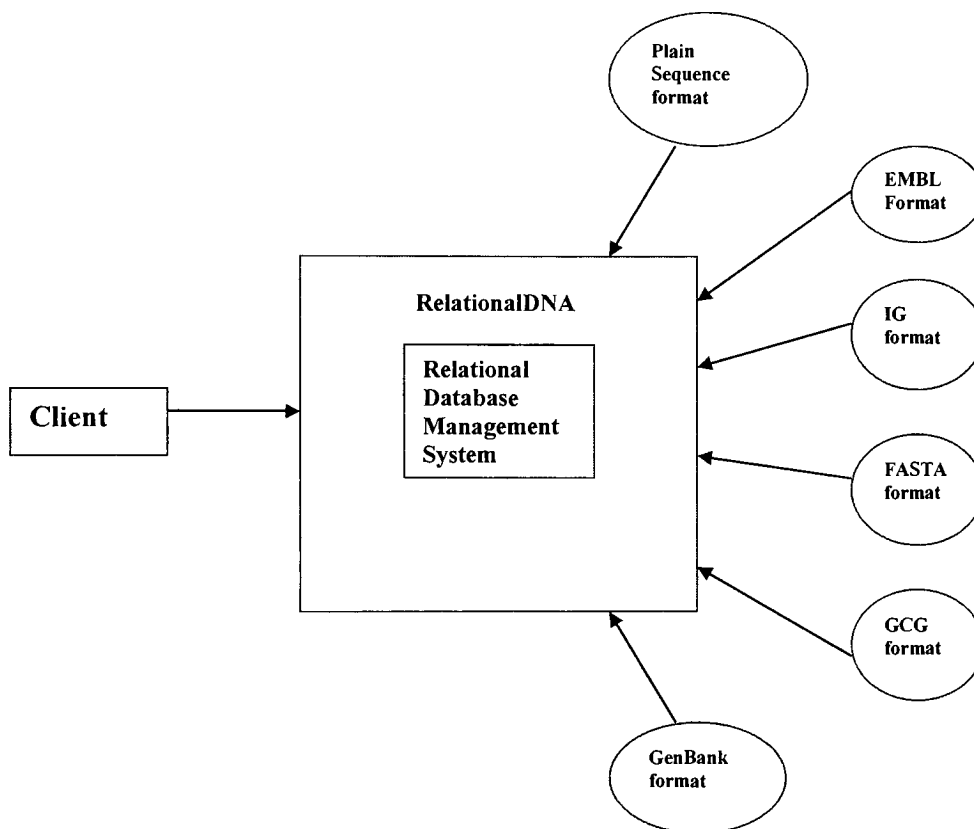 Plain
Sequence
format
EMBL
Format
RelationalDNA
IG
format
Relational
Database
Management
System
Client
FASTA
format
GCG
format
GenBank
format